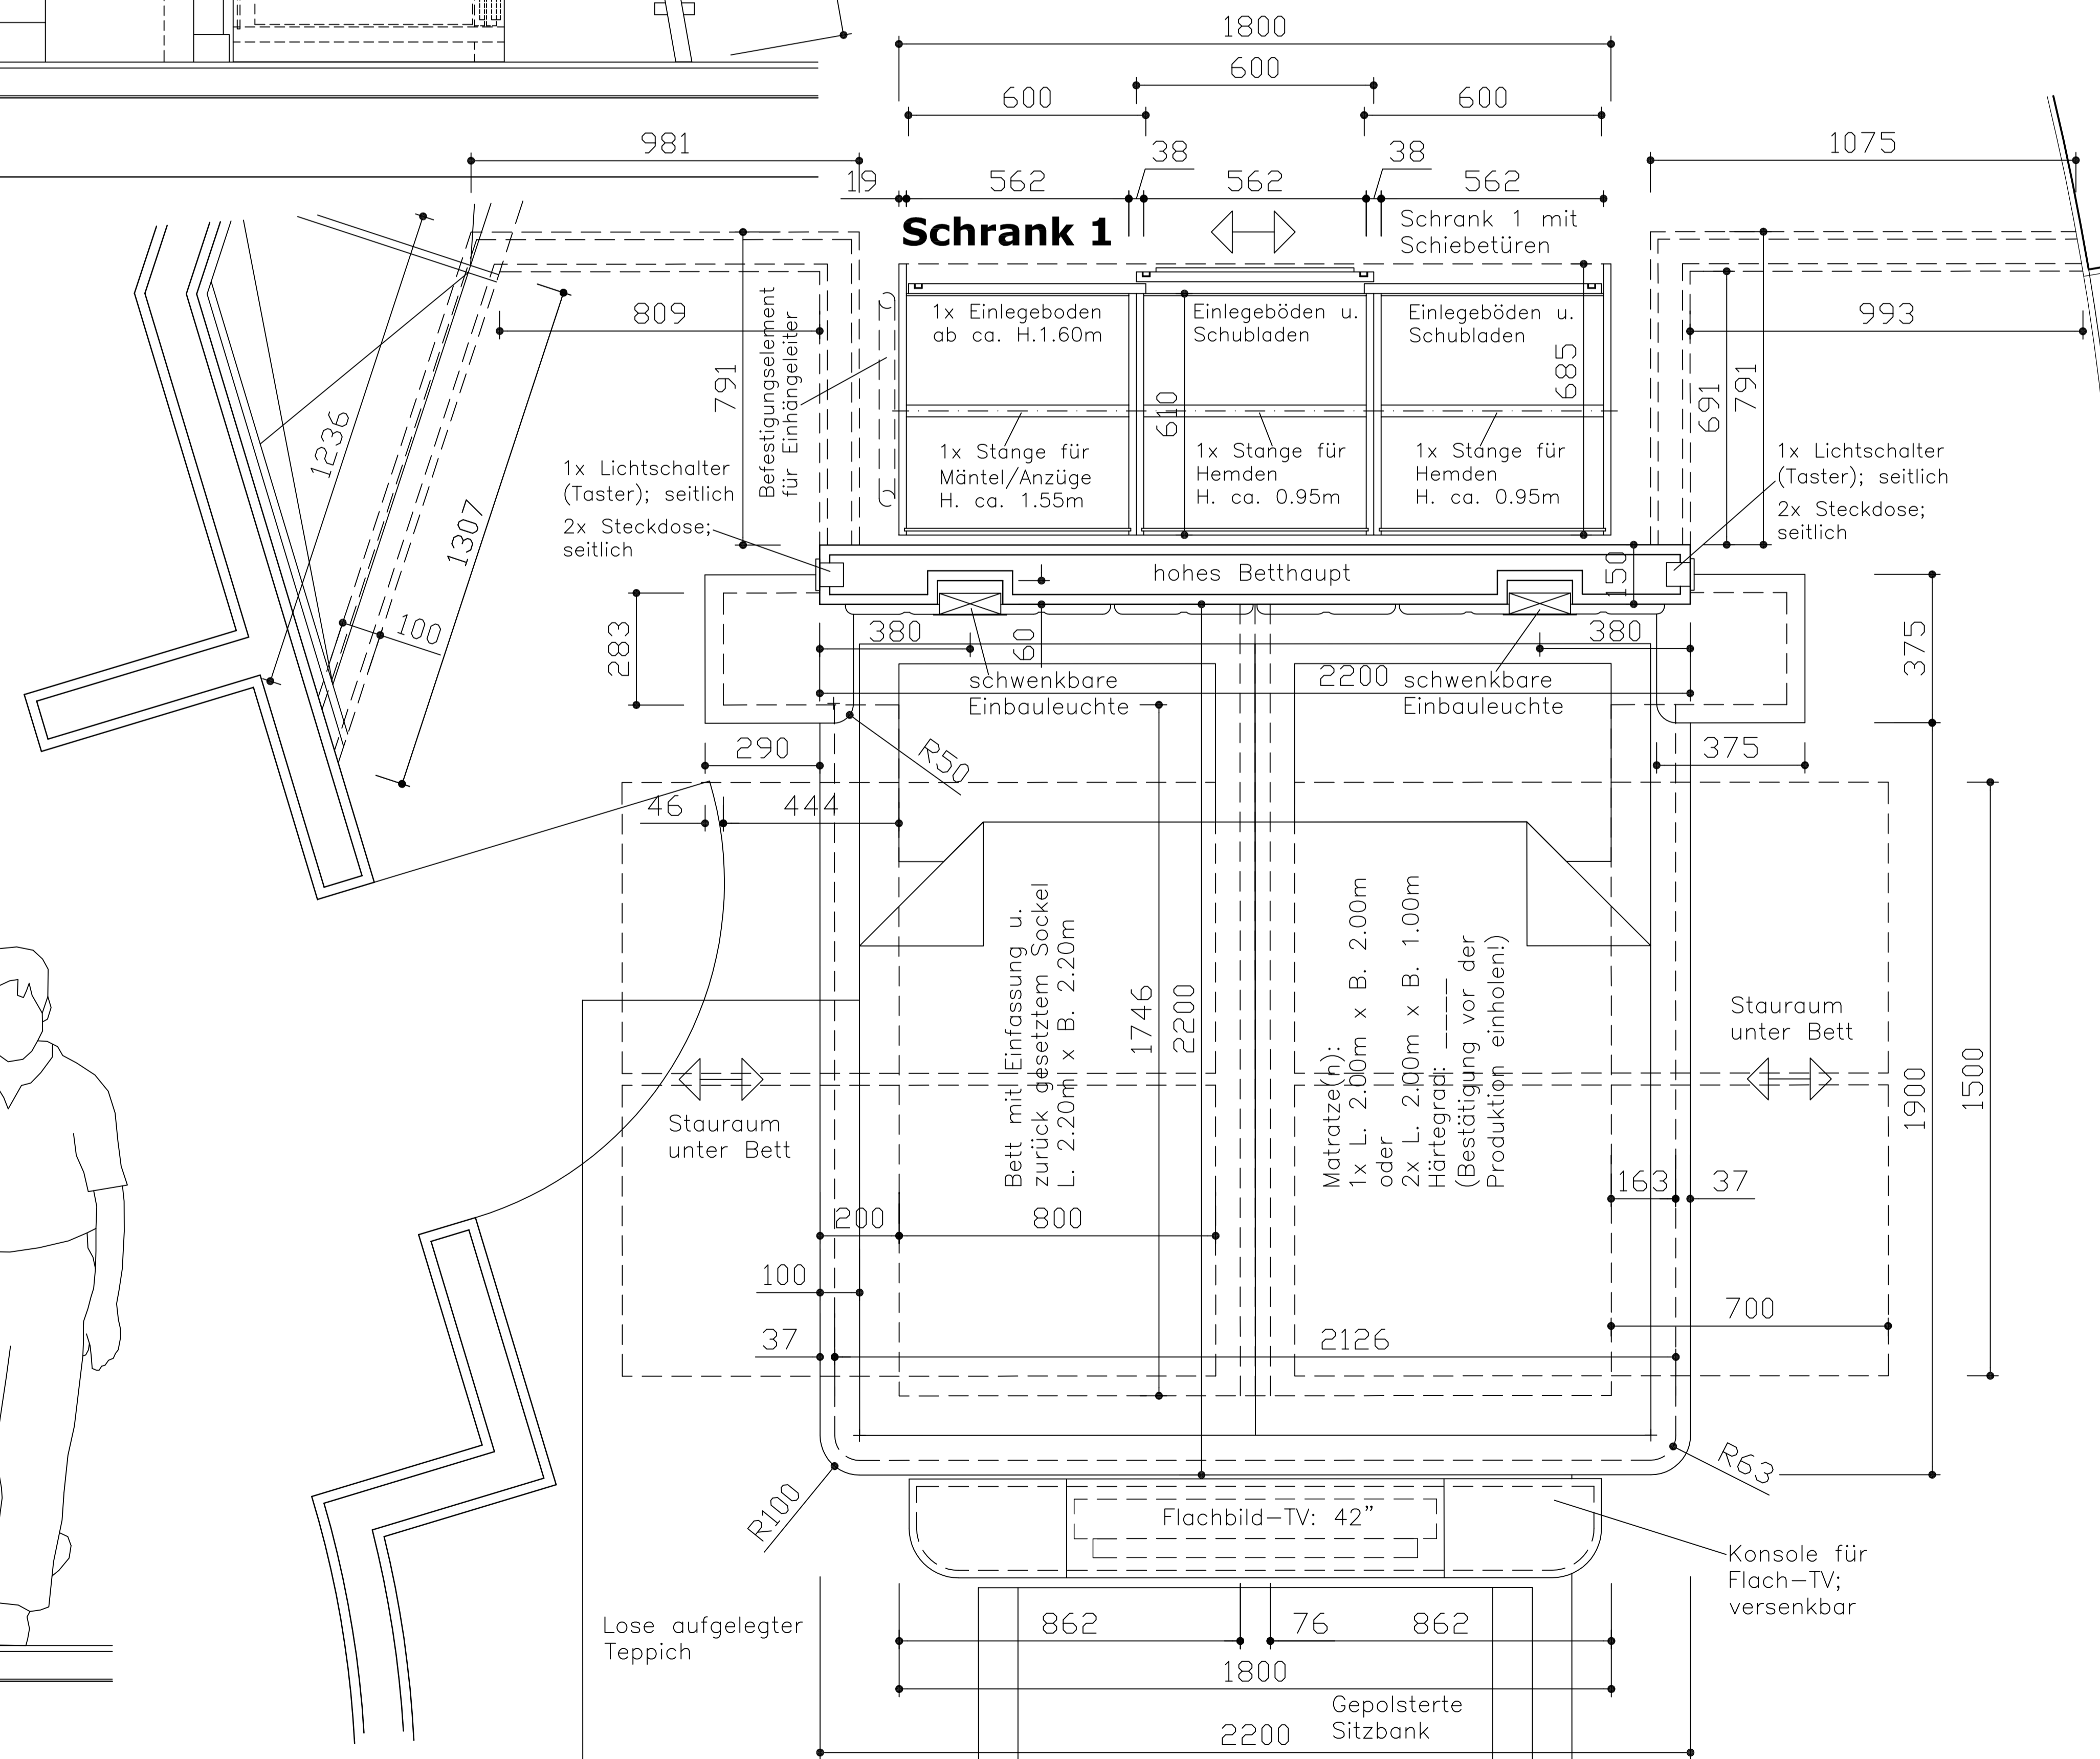 1800
600
600
600
981
1075
38
38
19
562
562
562
Schrank 1
Schrank 1 mit
Schiebetüren
809
993
1x Einlegeboden
ab ca. H.1.60m
Einlegeböden u.
Schubladen
Einlegeböden u.
Schubladen
Befestigungselement
für Einhängeleiter
791
610
685
691
791
1236
1307
100
1x Stange für
Mäntel/Anzüge
H. ca. 1.55m
1x Stange für
Hemden
H. ca. 0.95m
1x Stange für
Hemden
H. ca. 0.95m
1x Lichtschalter
(Taster); seitlich
2x Steckdose;
seitlich
1x Lichtschalter
(Taster); seitlich
2x Steckdose;
seitlich
hohes Betthaupt
150
283
380
60
380
375
2200
schwenkbare
Einbauleuchte
schwenkbare
Einbauleuchte
290
R50
375
46
444
Bett mit Einfassung u.
zurück gesetztem Sockel
L. 2.20m x B. 2.20m
1746
2200
Matratze(n):
1x L. 2.00m x B. 2.00m
oder
2x L. 2.00m x B. 1.00m
Härtegrad: _____
(Bestätigung vor der
Produktion einholen!)
Stauraum
unter Bett
Stauraum
unter Bett
1900
1500
163
37
200
800
100
700
37
2126
R100
R63
Flachbild-TV: 42"
Konsole für
Flach-TV;
versenkbar
Lose aufgelegter
Teppich
862
76
862
1800
Gepolsterte
Sitzbank
2200